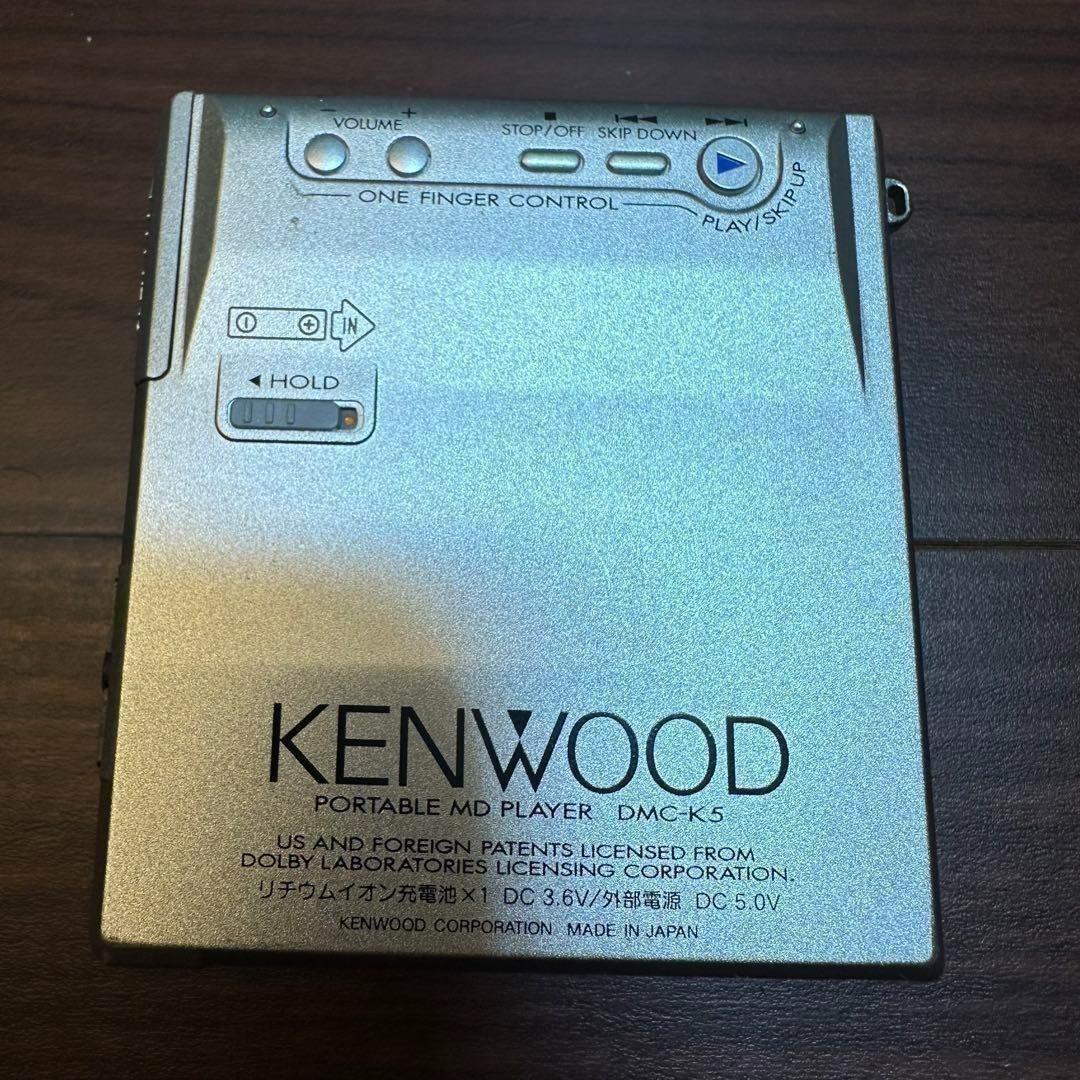 - +
VOLUME
STOP/OFF SKIP DOWN
ONE FINGER CONTROL
PLAY/SKIP UP
IN
HOLD
KENWOOD
PORTABLE MD PLAYER DMC-K5
US AND FOREIGN PATENTS LICENSED FROM
DOLBY LABORATORIES LICENSING CORPORATION.
リチウムイオン充電池×1 DC 3.6V/外部電源 DC 5.0V
KENWOOD CORPORATION MADE IN JAPAN